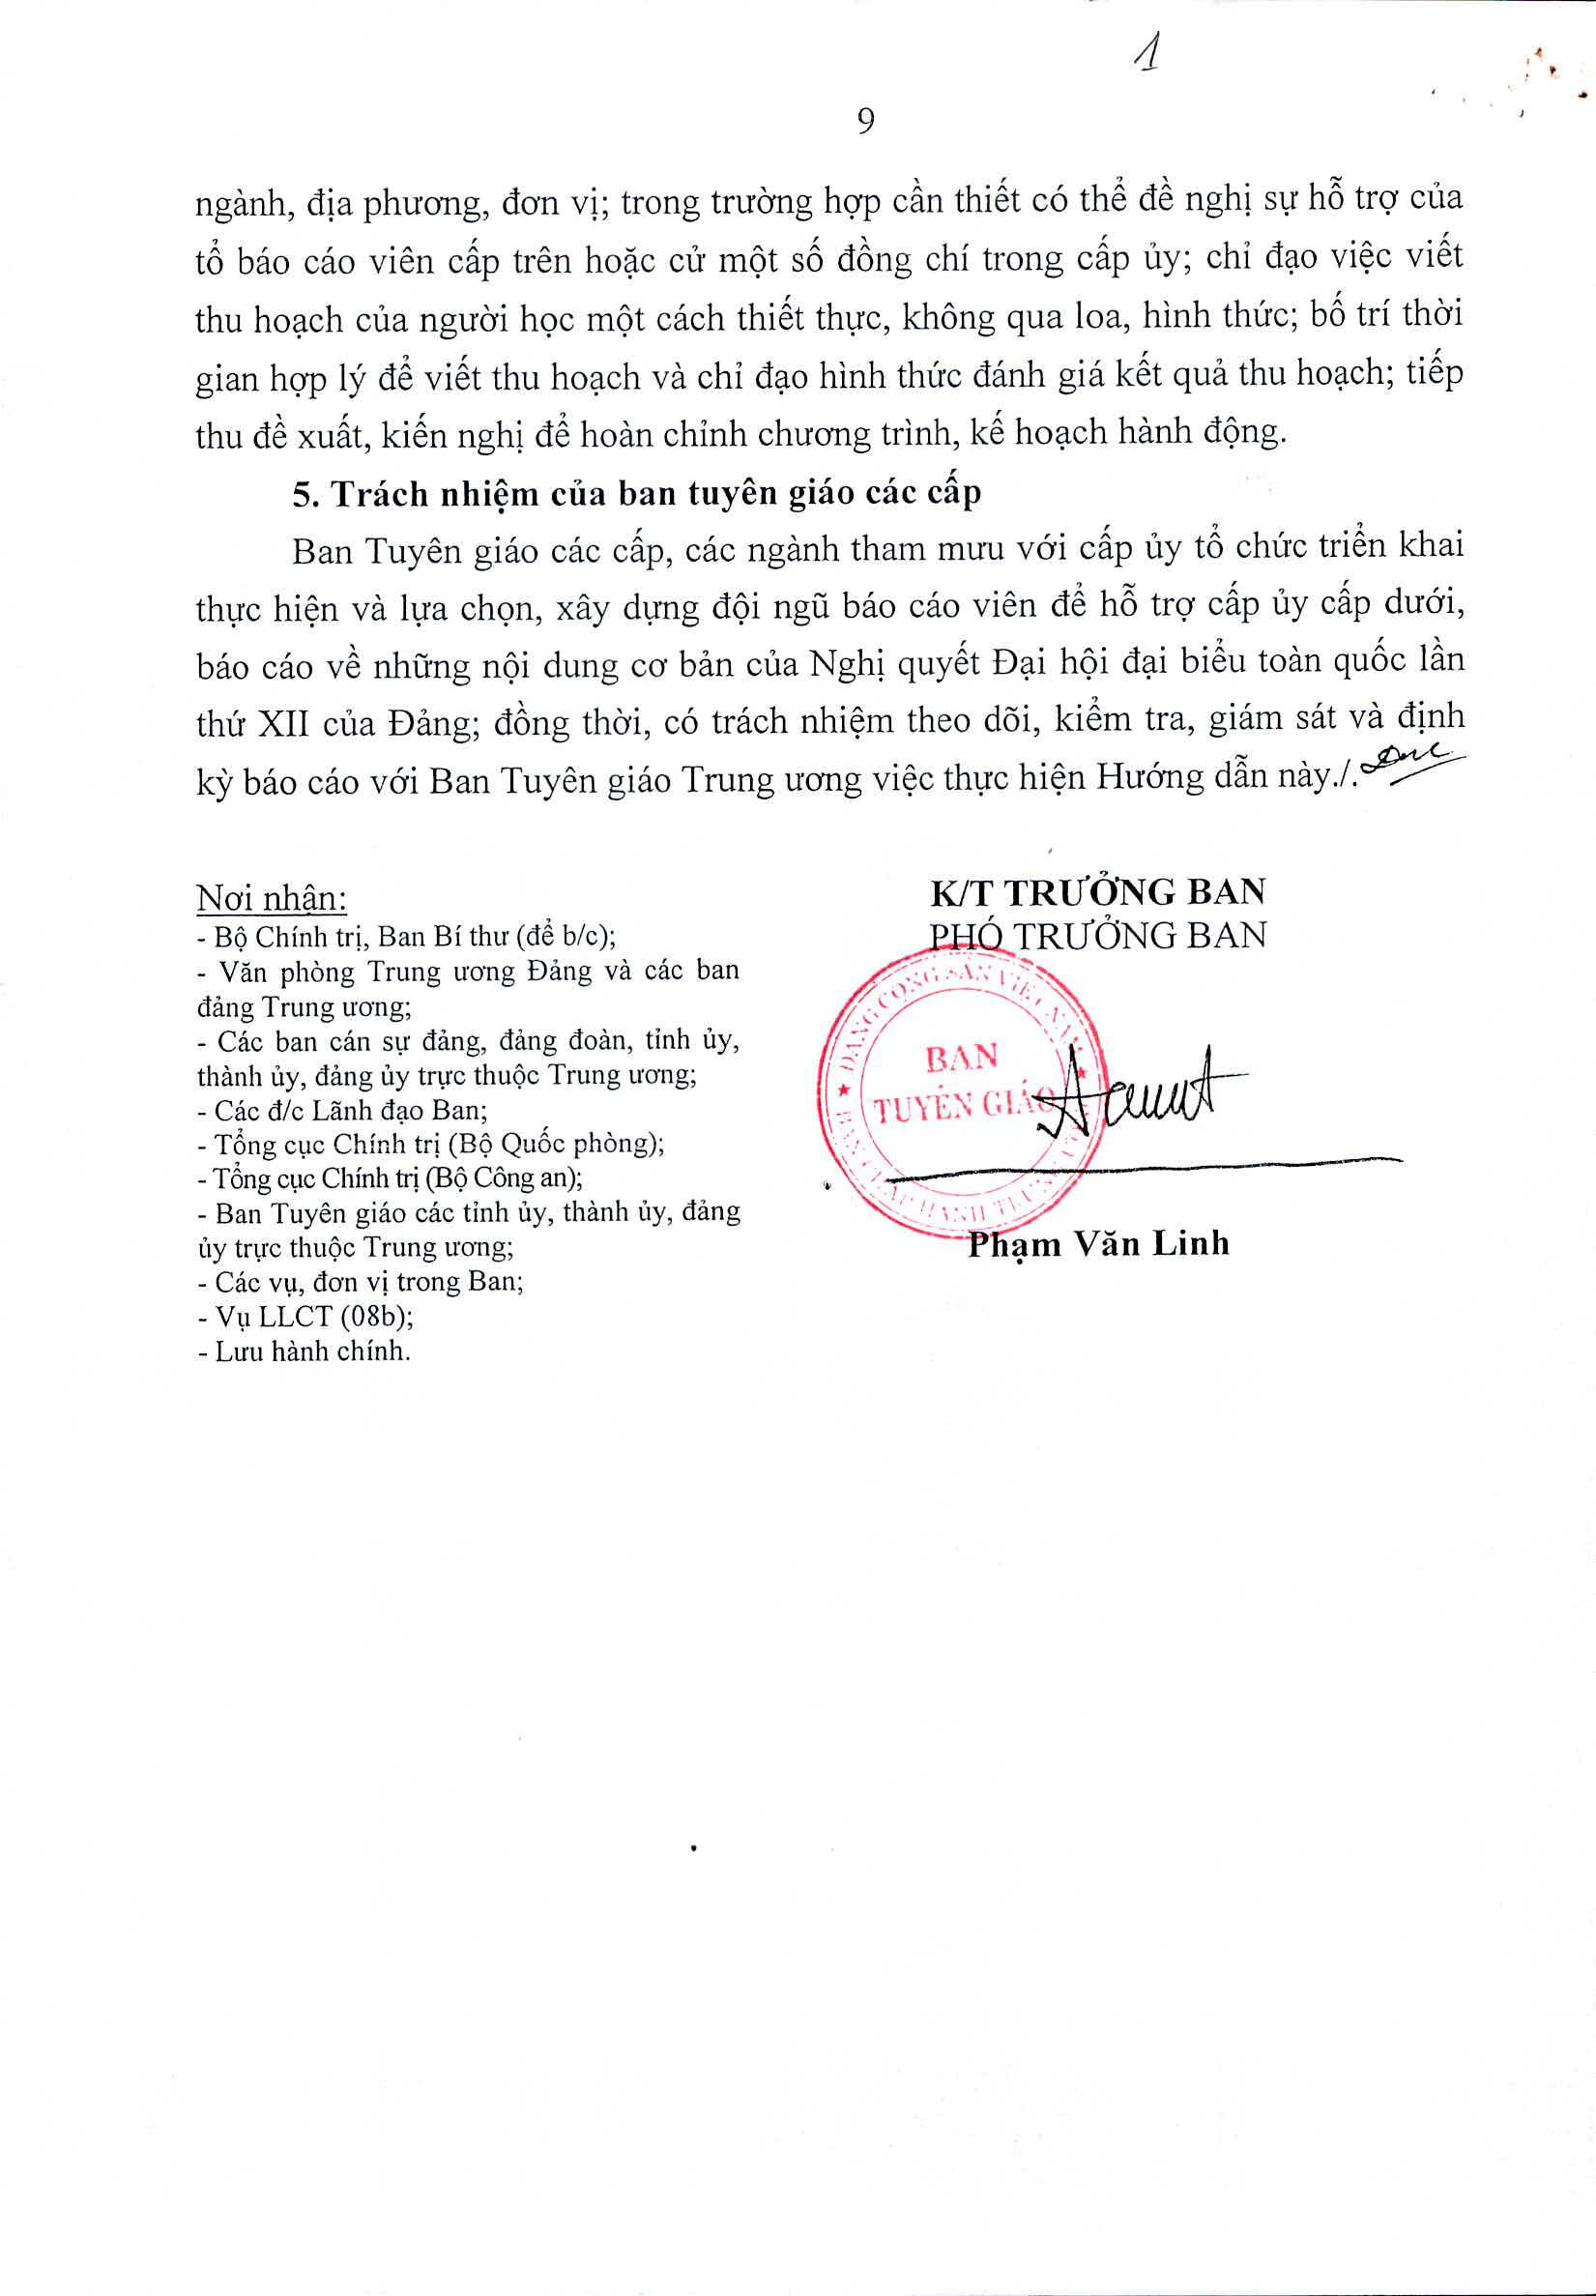 1
9
ngành, địa phương, đơn vị; trong trường hợp cần thiết có thể đề nghị sự hỗ trợ của
tổ báo cáo viên cấp trên hoặc cử một số đồng chí trong cấp ủy; chỉ đạo việc viết
thu hoạch của người học một cách thiết thực, không qua loa, hình thức; bố trí thời
gian hợp lý để viết thu hoạch và chỉ đạo hình thức đánh giá kết quả thu hoạch; tiếp
thu đề xuất, kiến nghị để hoàn chỉnh chương trình, kế hoạch hành động.
5. Trách nhiệm của ban tuyên giáo các cấp
Ban Tuyên giáo các cấp, các ngành tham mưu với cấp ủy tổ chức triển khai
thực hiện và lựa chọn, xây dựng đội ngũ báo cáo viên để hỗ trợ cấp ủy cấp dưới,
báo cáo về những nội dung cơ bản của Nghị quyết Đại hội đại biểu toàn quốc lần
thứ XII của Đảng; đồng thời, có trách nhiệm theo dõi, kiểm tra, giám sát và định
kỳ báo cáo với Ban Tuyên giáo Trung ương việc thực hiện Hướng dẫn này./.
Nơi nhận:
- Bộ Chính trị, Ban Bí thư (để b/c);
- Văn phòng Trung ương Đảng và các ban
đảng Trung ương;
- Các ban cán sự đảng, đảng đoàn, tỉnh ủy,
thành ủy, đảng ủy trực thuộc Trung ương;
- Các đ/c Lãnh đạo Ban;
- Tổng cục Chính trị (Bộ Quốc phòng);
- Tổng cục Chính trị (Bộ Công an);
- Ban Tuyên giáo các tỉnh ủy, thành ủy, đảng
ủy trực thuộc Trung ương;
- Các vụ, đơn vị trong Ban;
- Vụ LLCT (08b);
- Lưu hành chính.
K/T TRƯỞNG BAN
PHÓ TRƯỞNG BAN
ĐẢNG CỘNG SẢN VIỆT NAM
BAN
TUYÊN GIÁO
BAN CHẤP HÀNH TRUNG
Phạm Văn Linh